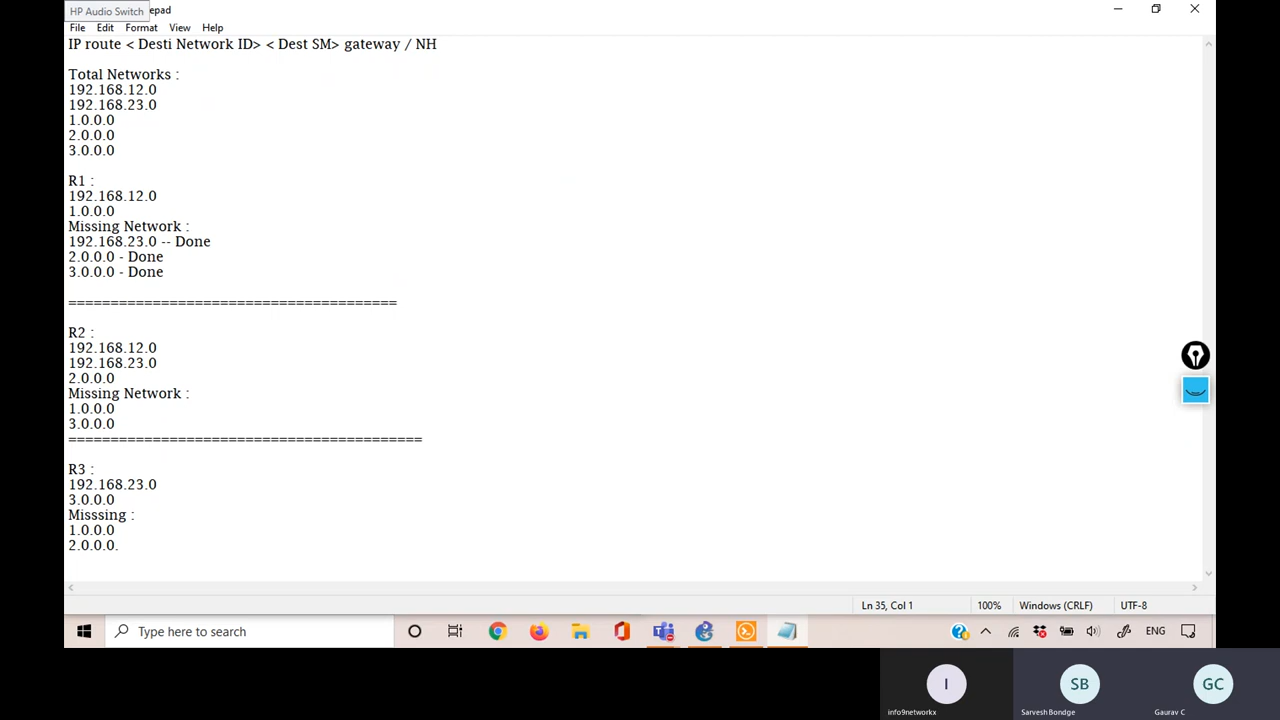 HP Audio Switch epad
File Edit Format View Help
IP route < Desti Network ID> < Dest SM> gateway / NH
Total Networks :
192.168.12.0
192.168.23.0
1.0.0.0
2.0.0.0
3.0.0.0
R1 :
192.168.12.0
1.0.0.0
Missing Network :
192.168.23.0 -- Done
2.0.0.0 - Done
3.0.0.0 - Done
=======================================
R2 :
192.168.12.0
192.168.23.0
2.0.0.0
Missing Network :
1.0.0.0
3.0.0.0
==========================================
R3 :
192.168.23.0
3.0.0.0
Misssing :
1.0.0.0
2.0.0.0.
Ln 35, Col 1 100% Windows (CRLF) UTF-8
Type here to search ENG
I SB GC
info9networkx Sarvesh Bondge Gaurav C